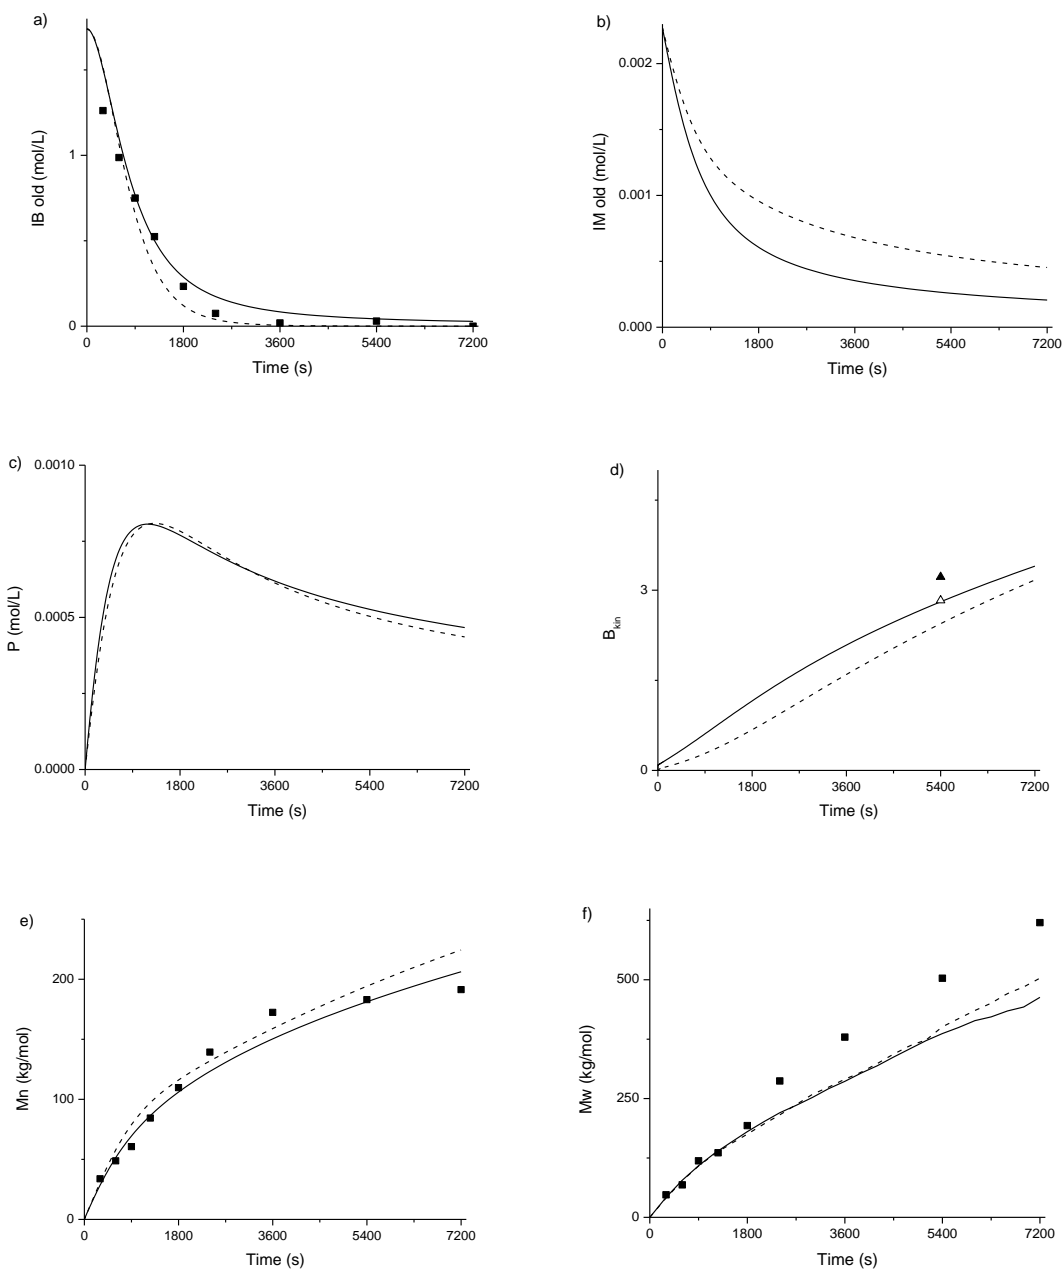 a)
IB old (mol/L)
1
0
0 1800 3600 5400 7200
Time (s)
b)
IM old (mol/L)
0.002
0.001
0.000
0 1800 3600 5400 7200
Time (s)
c)
P (mol/L)
0.0010
0.0005
0.0000
0 1800 3600 5400 7200
Time (s)
d)
Bkin
3
0
0 1800 3600 5400 7200
Time (s)
e)
Mn (kg/mol)
200
100
0
0 1800 3600 5400 7200
Time (s)
f)
Mw (kg/mol)
500
250
0
0 1800 3600 5400 7200
Time (s)